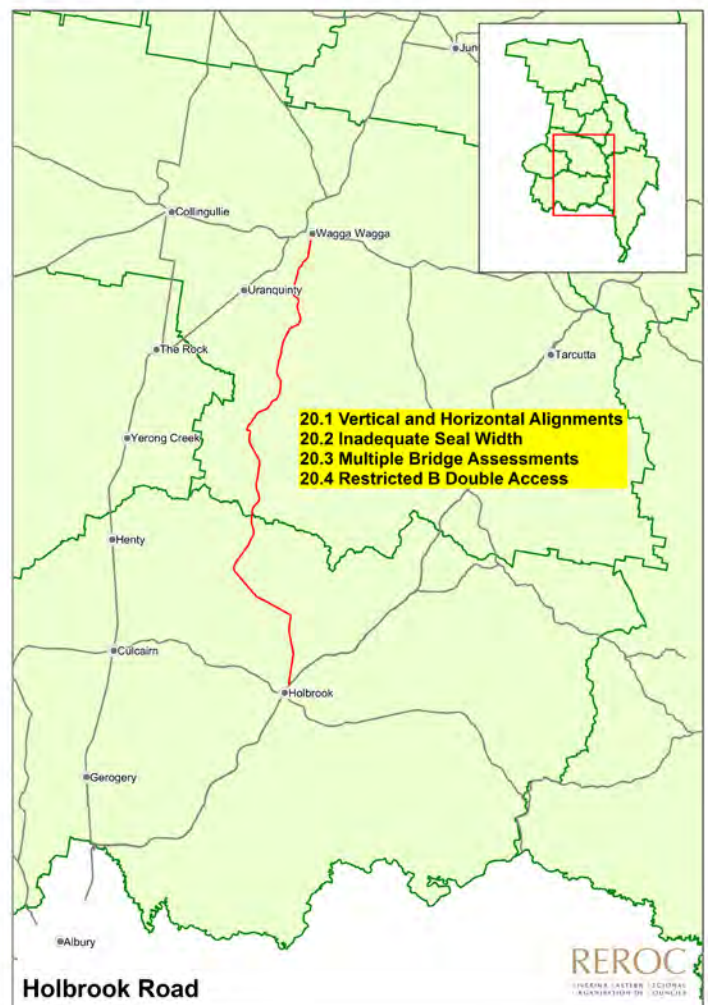 Jun
Collingullie
Wagga Wagga
Uranquinty
The Rock
Tarcutta
20.1 Vertical and Horizontal Alignments
20.2 Inadequate Seal Width
20.3 Multiple Bridge Assessments
20.4 Restricted B Double Access
Yerong Creek
Henty
Culcairn
Holbrook
Gerogery
Albury
REROC
Holbrook Road